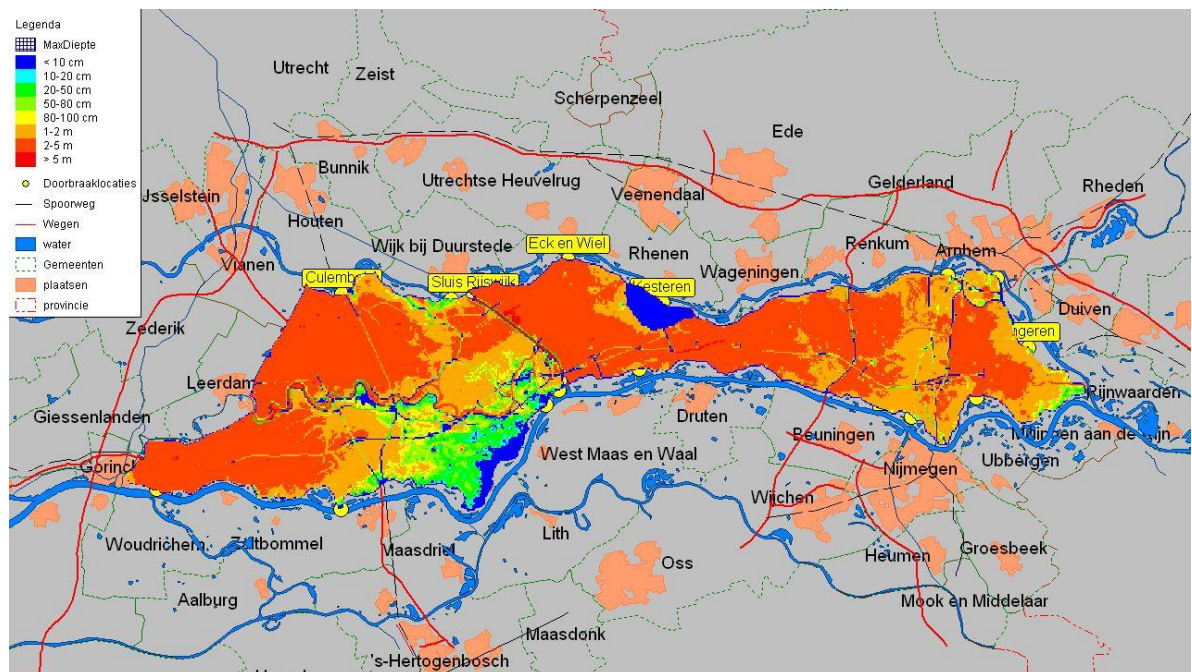 Legenda
MaxDiepte
< 10 cm
10-20 cm
20-50 cm
50-80 cm
80-100 cm
1-2 m
2-5 m
> 5 m
Doorbraaklocaties
Spoorweg
Wegen
water
Gemeenten
plaatsen
provincie
Utrecht
Zeist
Scherpenzeel
Ede
Bunnik
Utrechtse Heuvelrug
Veenendaal
Gelderland
Rheden
Houten
Wijk bij Duurstede
Eck en Wiel
Rhenen
Renkum
Arnhem
Vianen
Sluis Rijswijk
Kesteren
Wageningen
Duiven
Zederik
Leerdam
Rijnwaarden
Giessenlanden
Druten
Beuningen
West Maas en Waal
Nijmegen
Ubbergen
Wijchen
Woudrichem
Zaltbommel
Maasdriel
Lith
Oss
Heumen
Groesbeek
Aalburg
Mook en Middelaar
Maasdonk
's-Hertogenbosch